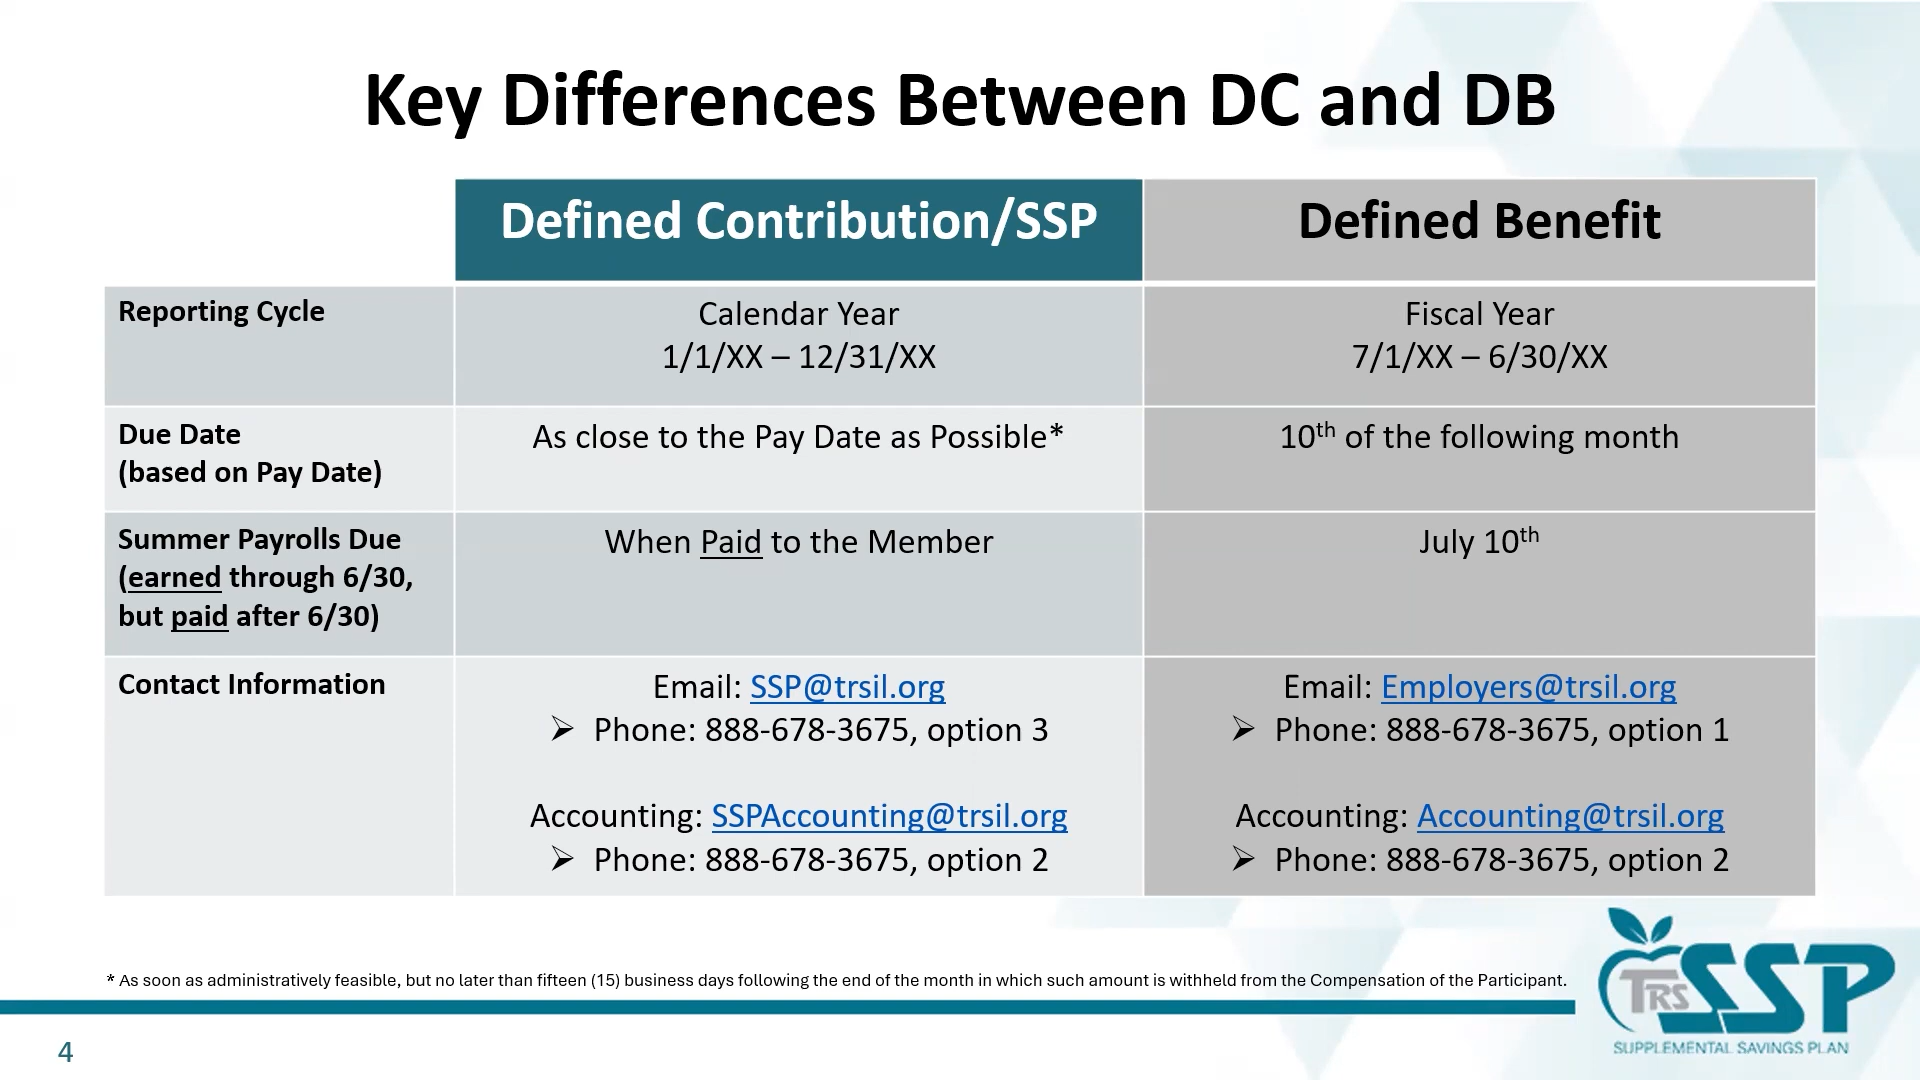 Key Differences Between DC and DB
Defined Contribution/SSP
Defined Benefit
Reporting Cycle
Calendar Year
1/1/XX – 12/31/XX
Fiscal Year
7/1/XX – 6/30/XX
Due Date
(based on Pay Date)
As close to the Pay Date as Possible*
10th of the following month
Summer Payrolls Due
(earned through 6/30,
but paid after 6/30)
When Paid to the Member
July 10th
Contact Information
Email: SSP@trsil.org
➢ Phone: 888-678-3675, option 3
Accounting: SSPAccounting@trsil.org
➢ Phone: 888-678-3675, option 2
Email: Employers@trsil.org
➢ Phone: 888-678-3675, option 1
Accounting: Accounting@trsil.org
➢ Phone: 888-678-3675, option 2
* As soon as administratively feasible, but no later than fifteen (15) business days following the end of the month in which such amount is withheld from the Compensation of the Participant.
4
TRS SSP
SUPPLEMENTAL SAVINGS PLAN